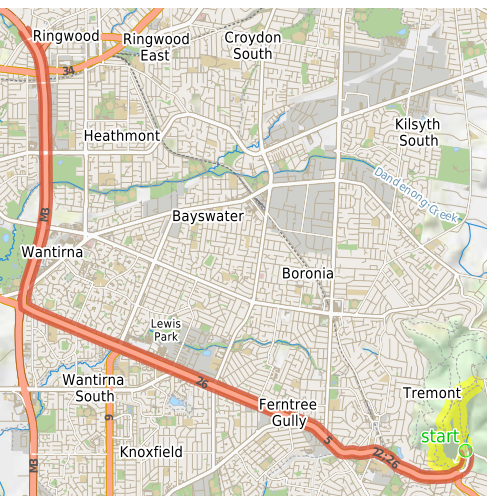 Ringwood
Ringwood
East
Croydon
South
34
Heathmont
Kilsyth
South
Dandenong Creek
Bayswater
M3
Wantirna
Boronia
Lewis
Park
Wantirna
South
26
Tremont
Ferntree
Gully
9
start
5
22;26
Knoxfield
M3